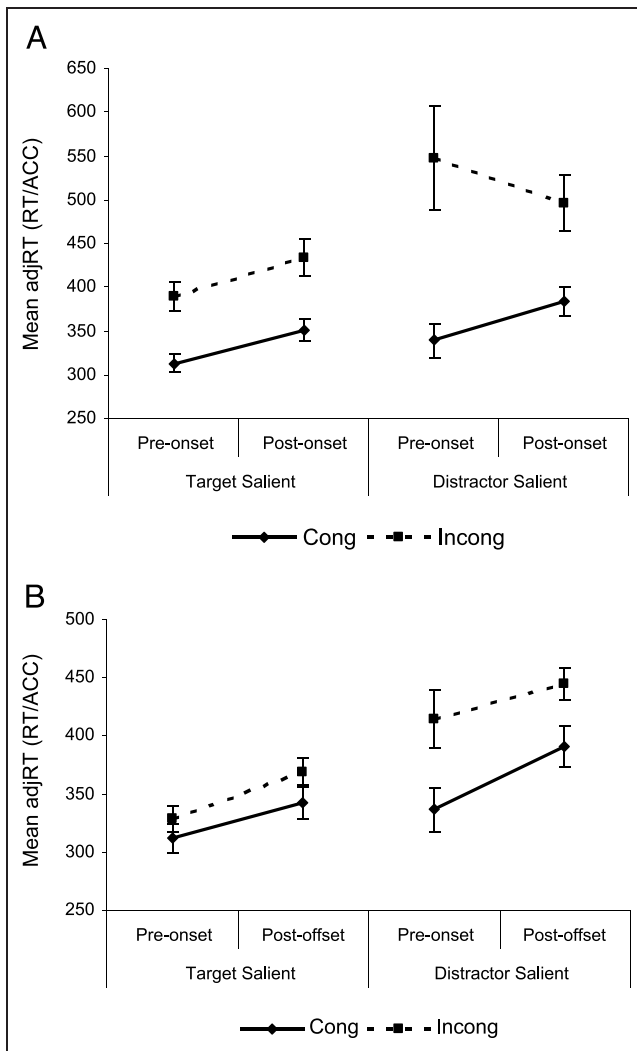 A
650
600
550
500
450
400
350
300
250
Mean adjRT (RT/ACC)
Pre-onset Post-onset Pre-onset Post-onset
Target Salient Distractor Salient
Cong Incong
B
500
450
400
350
300
250
Mean adjRT (RT/ACC)
Pre-onset Post-offset Pre-onset Post-offset
Target Salient Distractor Salient
Cong Incong